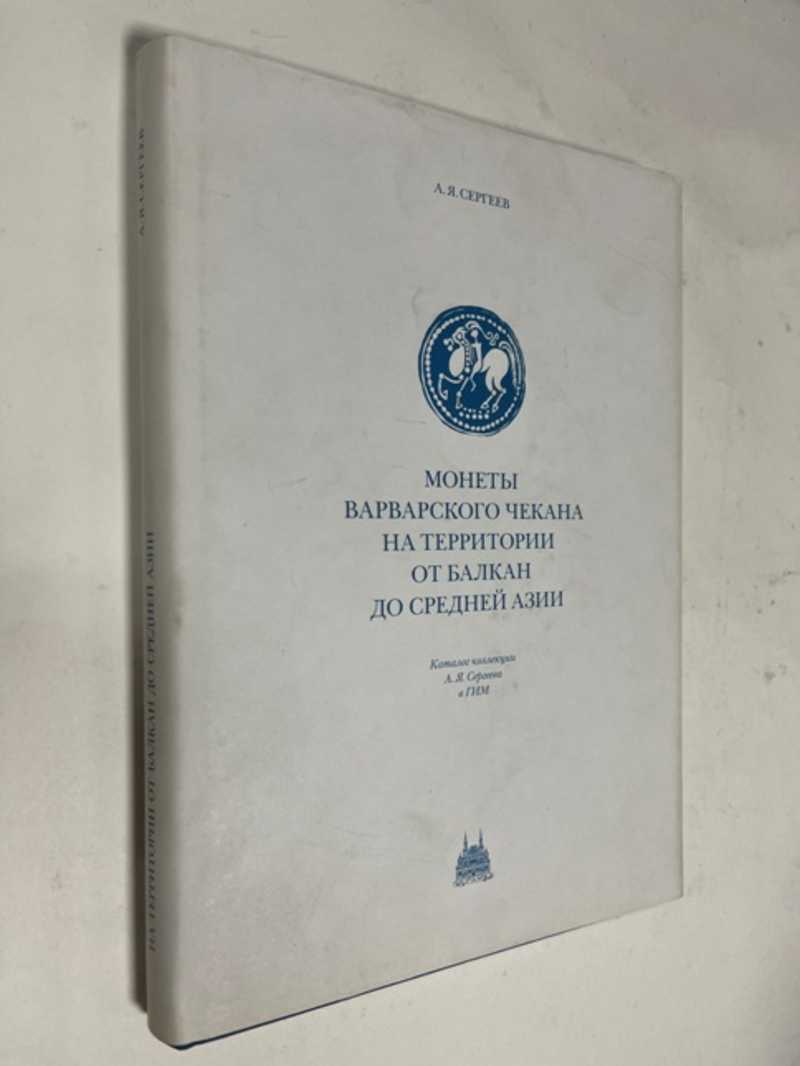 А. Я. СЕРГЕЕВ
МОНЕТЫ
ВАРВАРСКОГО ЧЕКАНА
НА ТЕРРИТОРИИ
ОТ БАЛКАН
ДО СРЕДНЕЙ АЗИИ
Каталог коллекции
А. Я. Сергеева
в ГИМ
А. Я. СЕРГЕЕВ
НА ТЕРРИТОРИИ ОТ БАЛКАН ДО СРЕДНЕЙ АЗИИ